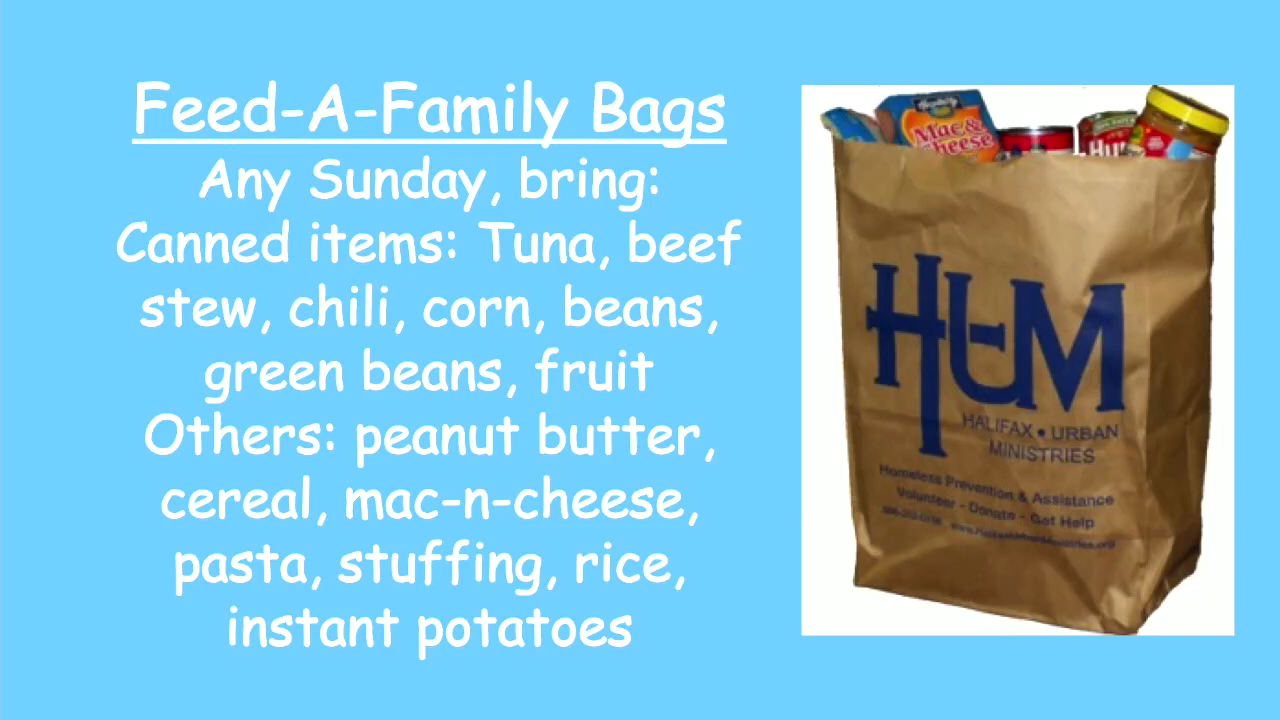 Feed-A-Family Bags
Any Sunday, bring:
Canned items: Tuna, beef
stew, chili, corn, beans,
green beans, fruit
Others: peanut butter,
cereal, mac-n-cheese,
pasta, stuffing, rice,
instant potatoes
Mac &
Cheese
HUM
HALIFAX • URBAN
MINISTRIES
Homeless Prevention & Assistance
Volunteer - Donate - Get Help